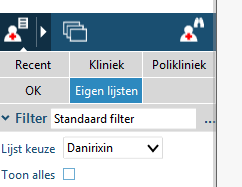 Recent Kliniek Polikliniek
OK Eigen lijsten
Filter Standaard filter ...
Lijst keuze Danirixin
Toon alles